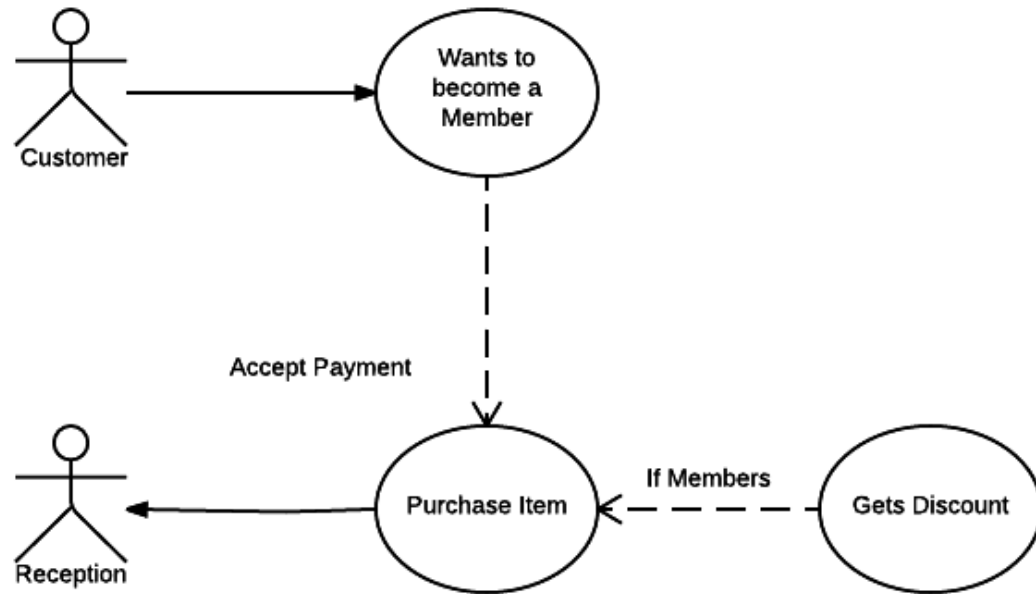 Wants to
become a
Member
Customer
Accept Payment
If Members
Purchase Item
Gets Discount
Reception